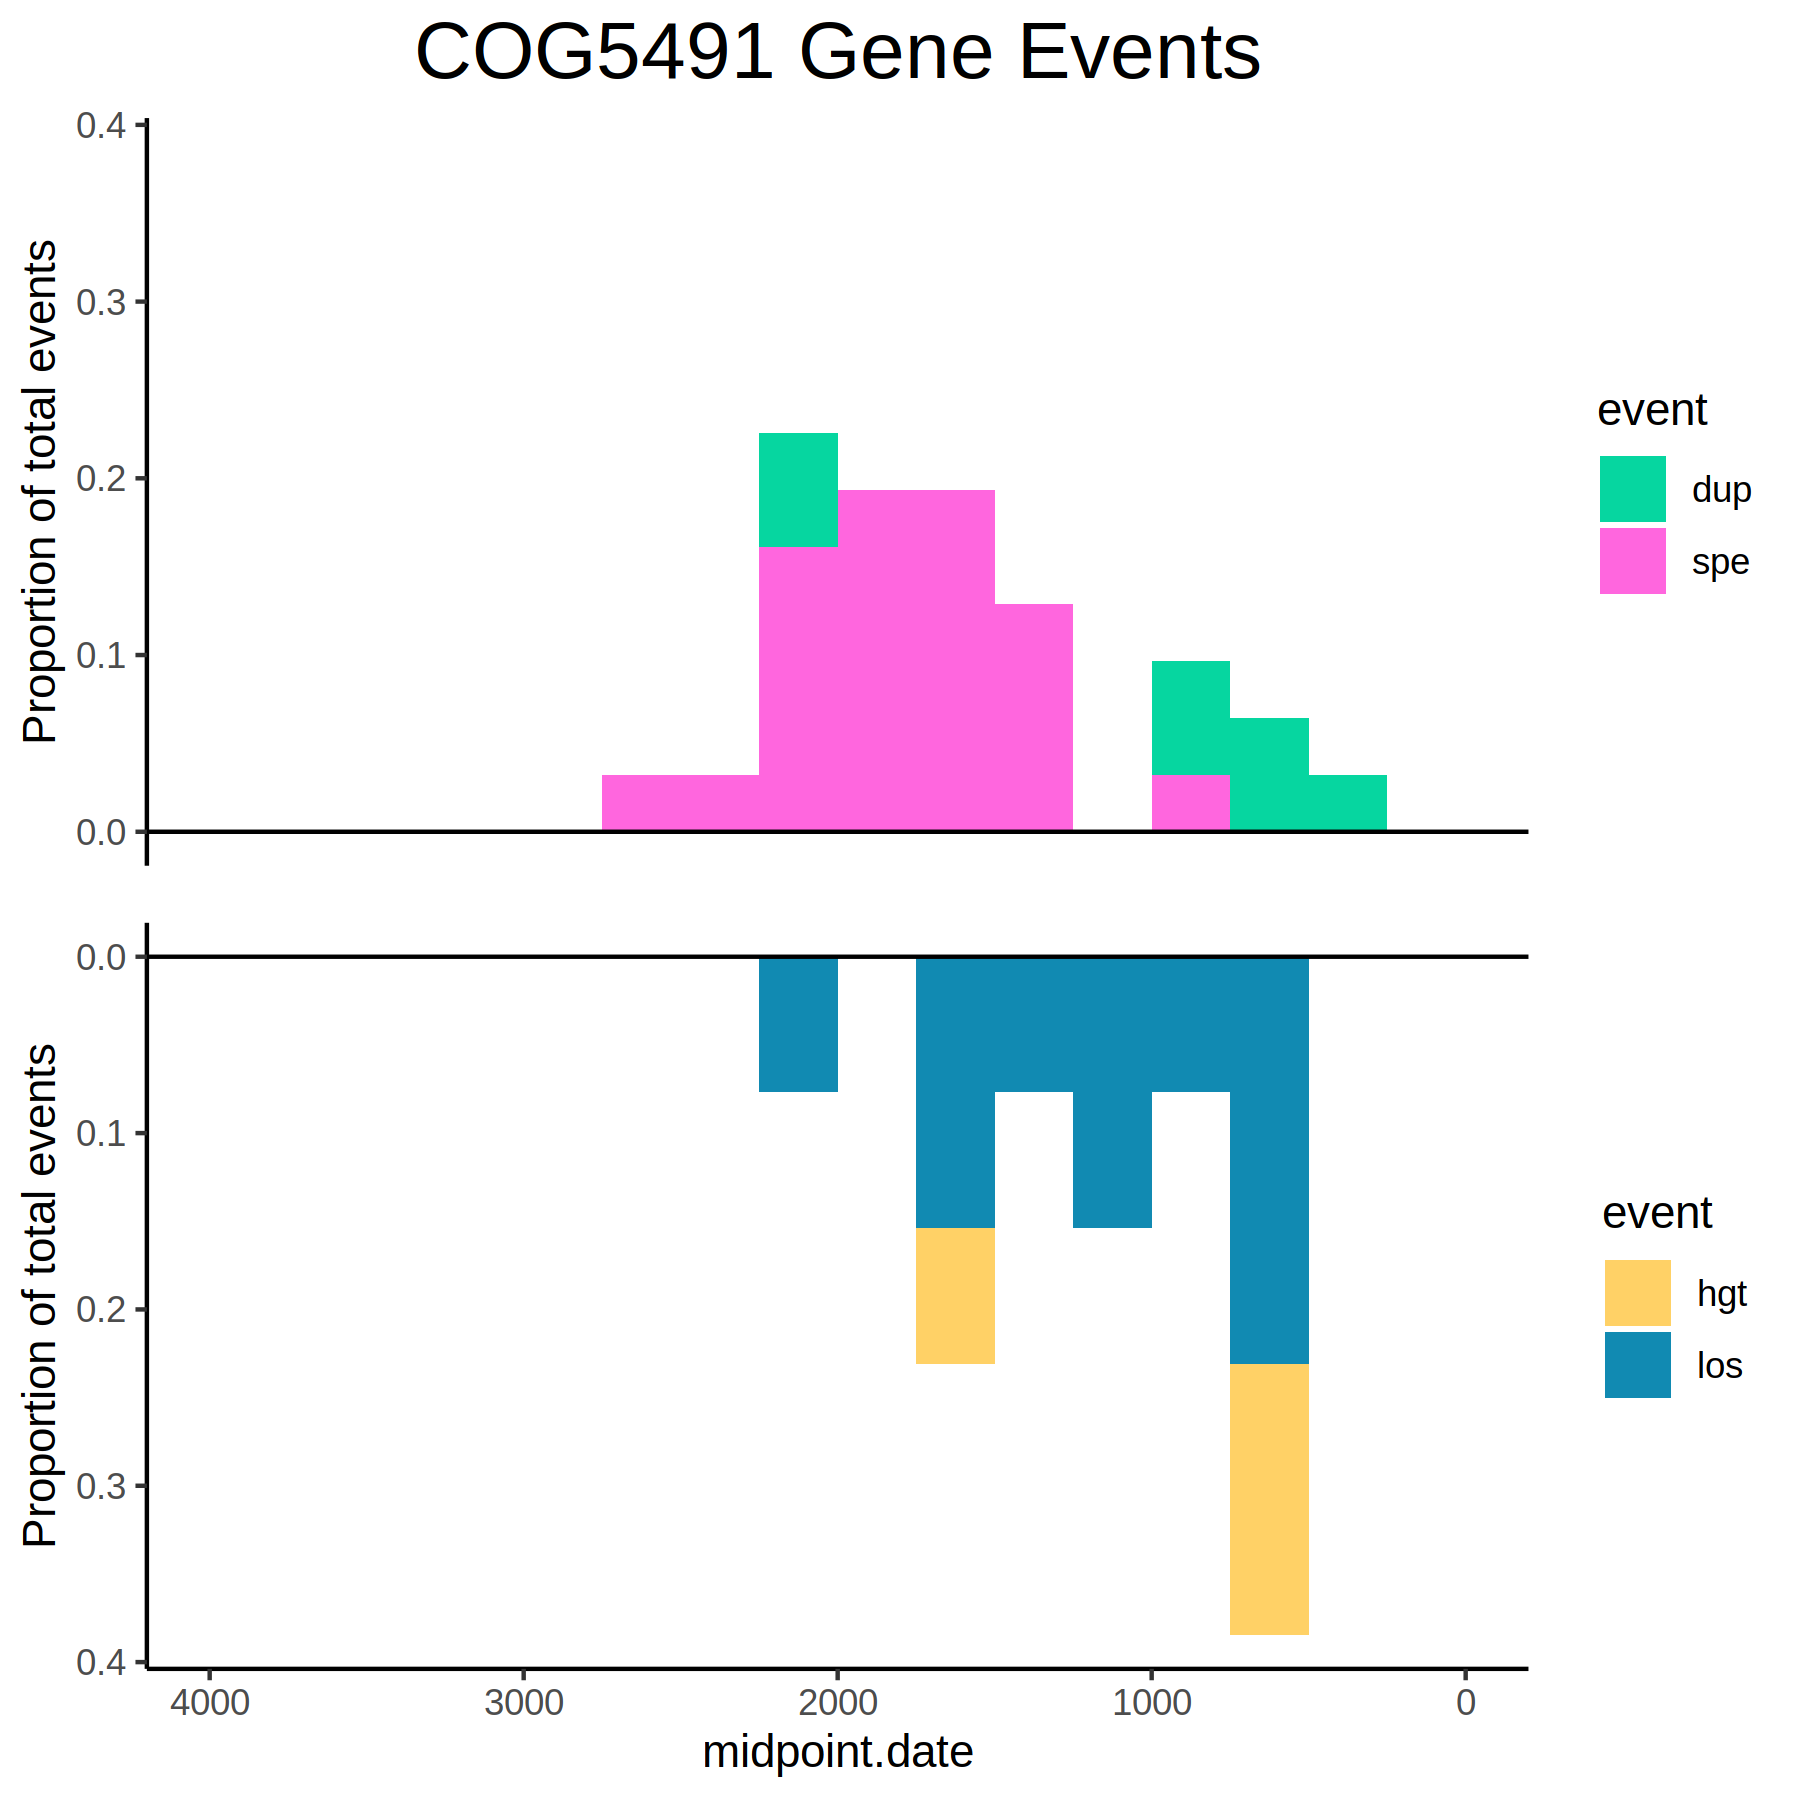 COG5491 Gene Events
0.4
0.3
0.2
0.1
0.0
Proportion of total events
event
dup
spe
0.0
0.1
0.2
0.3
0.4
Proportion of total events
event
hgt
los
4000 3000 2000 1000 0
midpoint.date